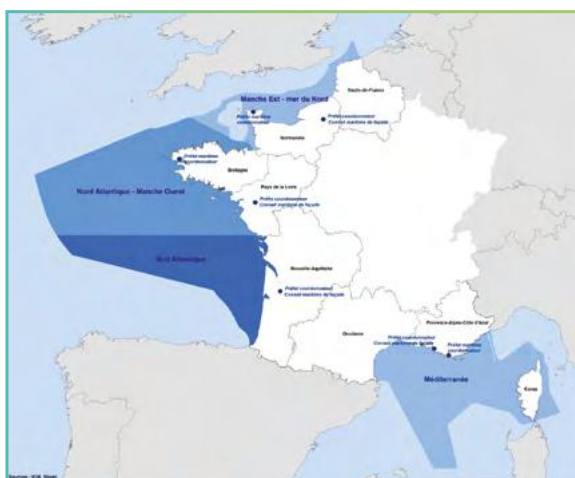 Hauts-de-France
Manche Est - mer du Nord
Préfet maritime
coordonnateur
Préfet coordonnateur
Conseil maritime de façade
Normandie
Préfet maritime
coordonnateur
Bretagne
Nord Atlantique - Manche Ouest
Pays de la Loire
Préfète coordonnateur
Conseil maritime de façade
Sud Atlantique
Nouvelle-Aquitaine
Préfet coordonnateur
Conseil maritime de façade
Provence-Alpes-Côte d'Azur
Occitanie
Préfet coordonnateur
Conseil maritime de façade
Préfet maritime
coordonnateur
Méditerranée
Corse